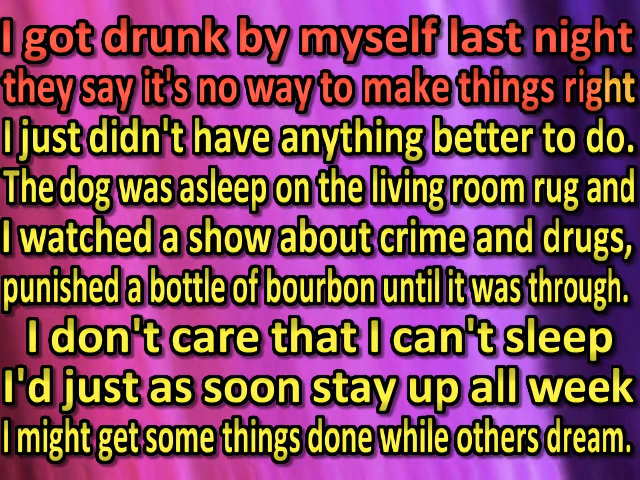 I got drunk by myself last night
they say it's no way to make things right
I just didn't have anything better to do.
The dog was asleep on the living room rug and
I watched a show about crime and drugs,
punished a bottle of bourbon until it was through.
I don't care that I can't sleep
I'd just as soon stay up all week
I might get some things done while others dream.